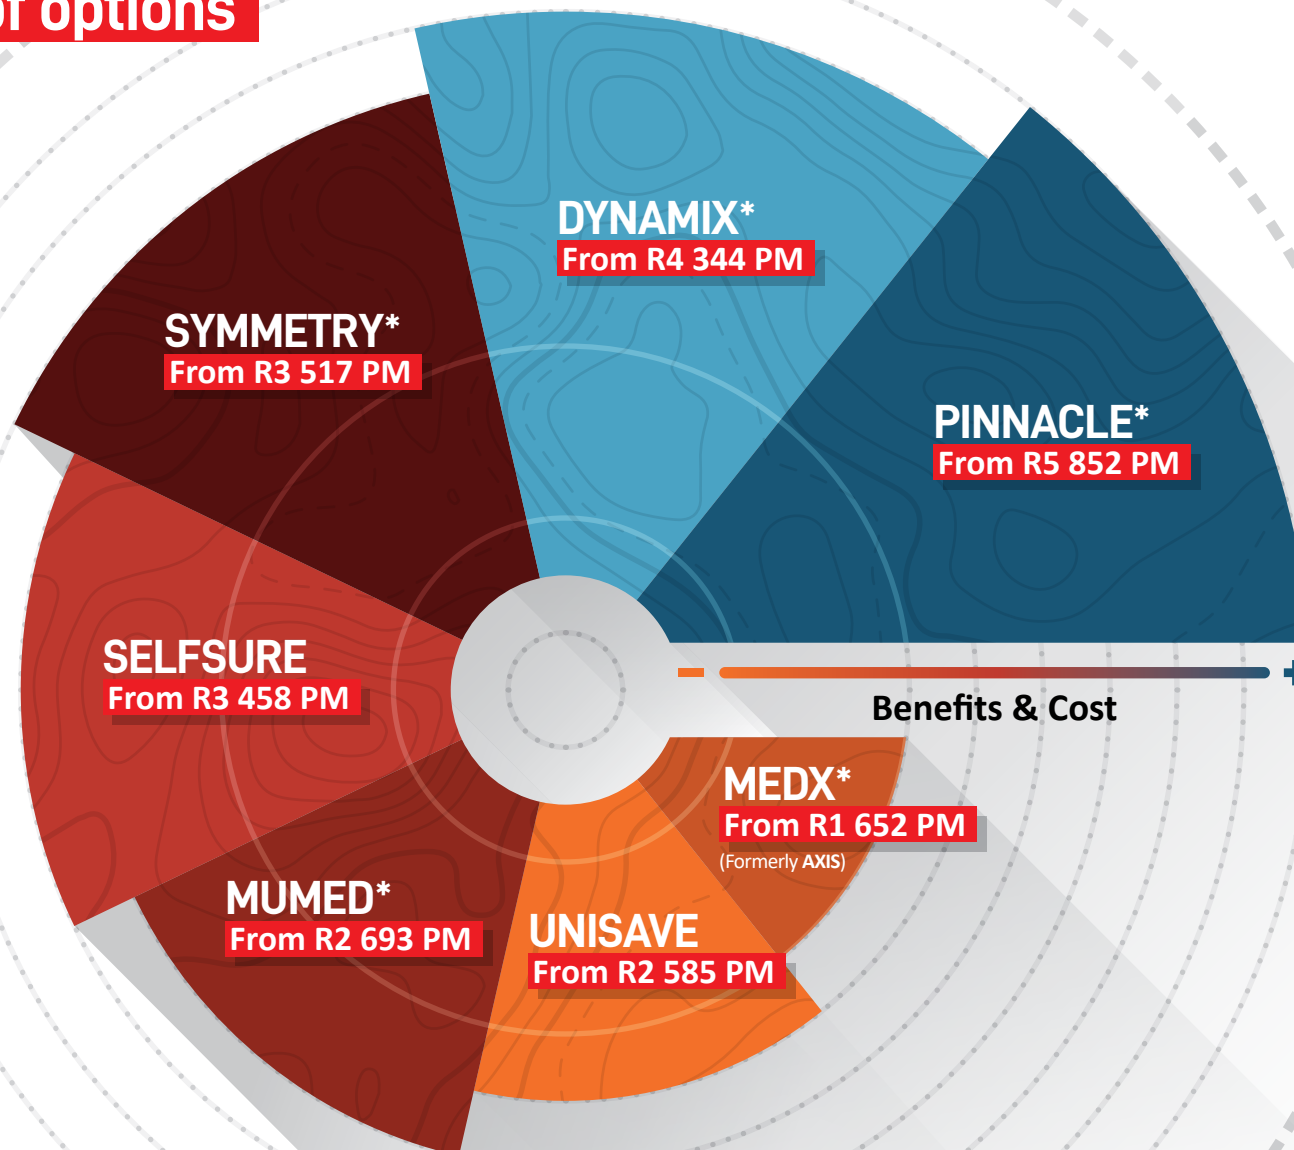 of options
DYNAMIX*
From R4 344 PM
SYMMETRY*
From R3 517 PM
PINNACLE*
From R5 852 PM
SELFSURE
From R3 458 PM
- +
Benefits & Cost
MEDX*
From R1 652 PM
(Formerly AXIS)
MUMED*
From R2 693 PM
UNISAVE
From R2 585 PM